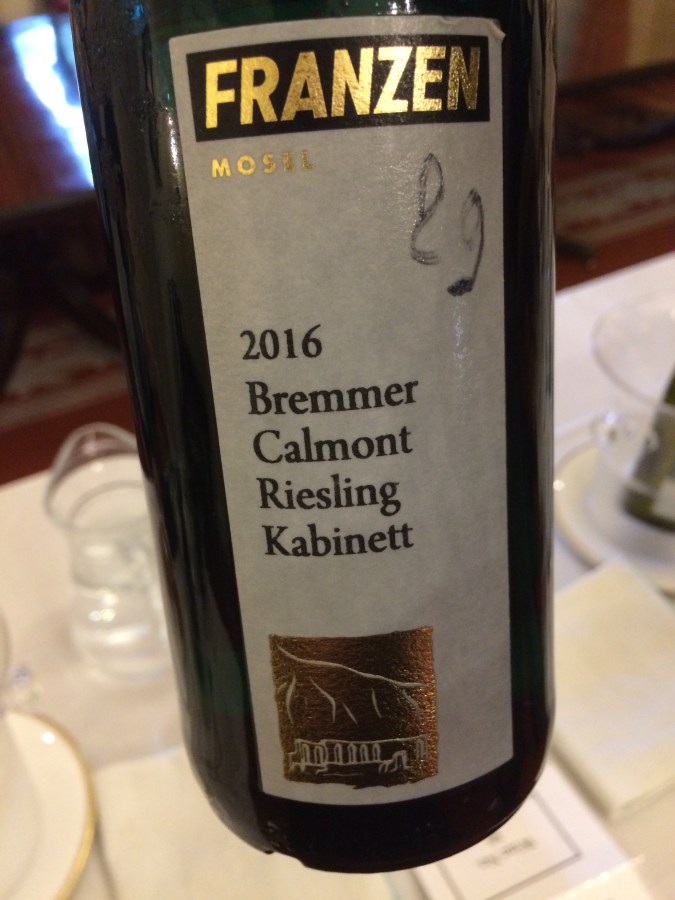 FRANZEN
MOSEL
89
2016
Bremmer
Calmont
Riesling
Kabinett